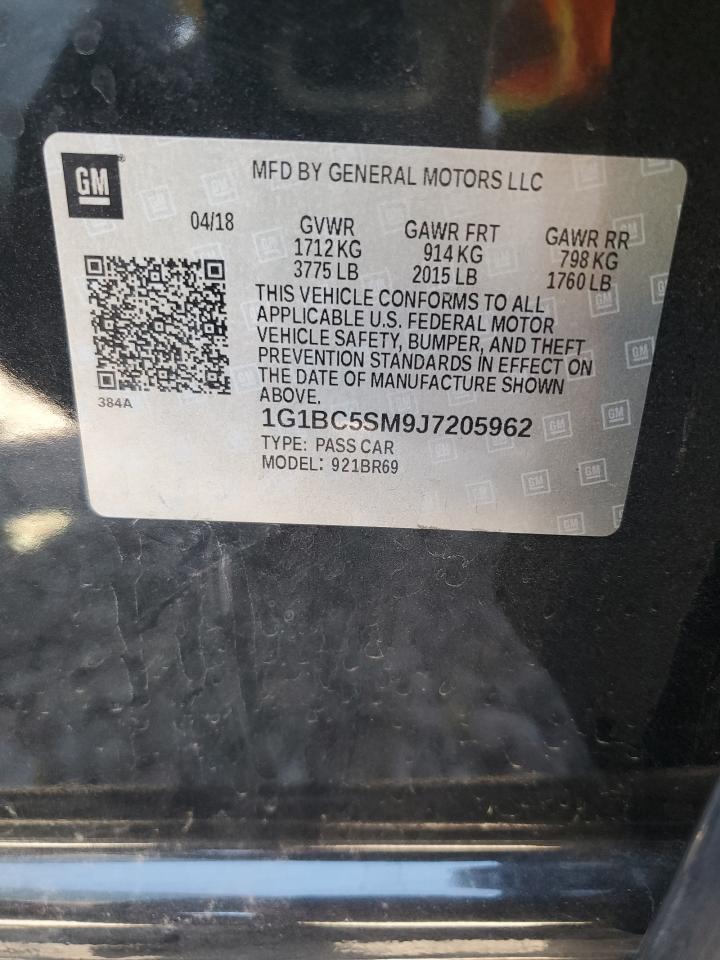 GM
MFD BY GENERAL MOTORS LLC
04/18
GVWR
1712 KG
3775 LB
GAWR FRT
914 KG
2015 LB
GAWR RR
798 KG
1760 LB
THIS VEHICLE CONFORMS TO ALL
APPLICABLE U.S. FEDERAL MOTOR
VEHICLE SAFETY, BUMPER, AND THEFT
PREVENTION STANDARDS IN EFFECT ON
THE DATE OF MANUFACTURE SHOWN
ABOVE.
384A
1G1BC5SM9J7205962
TYPE: PASS CAR
MODEL: 921BR69